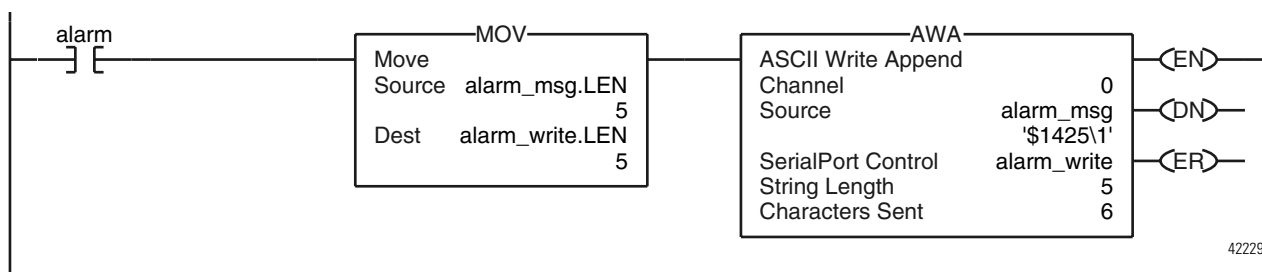 alarm
MOV
Move
Source alarm_msg.LEN
5
Dest alarm_write.LEN
5
AWA
ASCII Write Append
Channel 0
Source alarm_msg
'$1425\1'
SerialPort Control alarm_write
String Length 5
Characters Sent 6
EN
DN
ER
42229